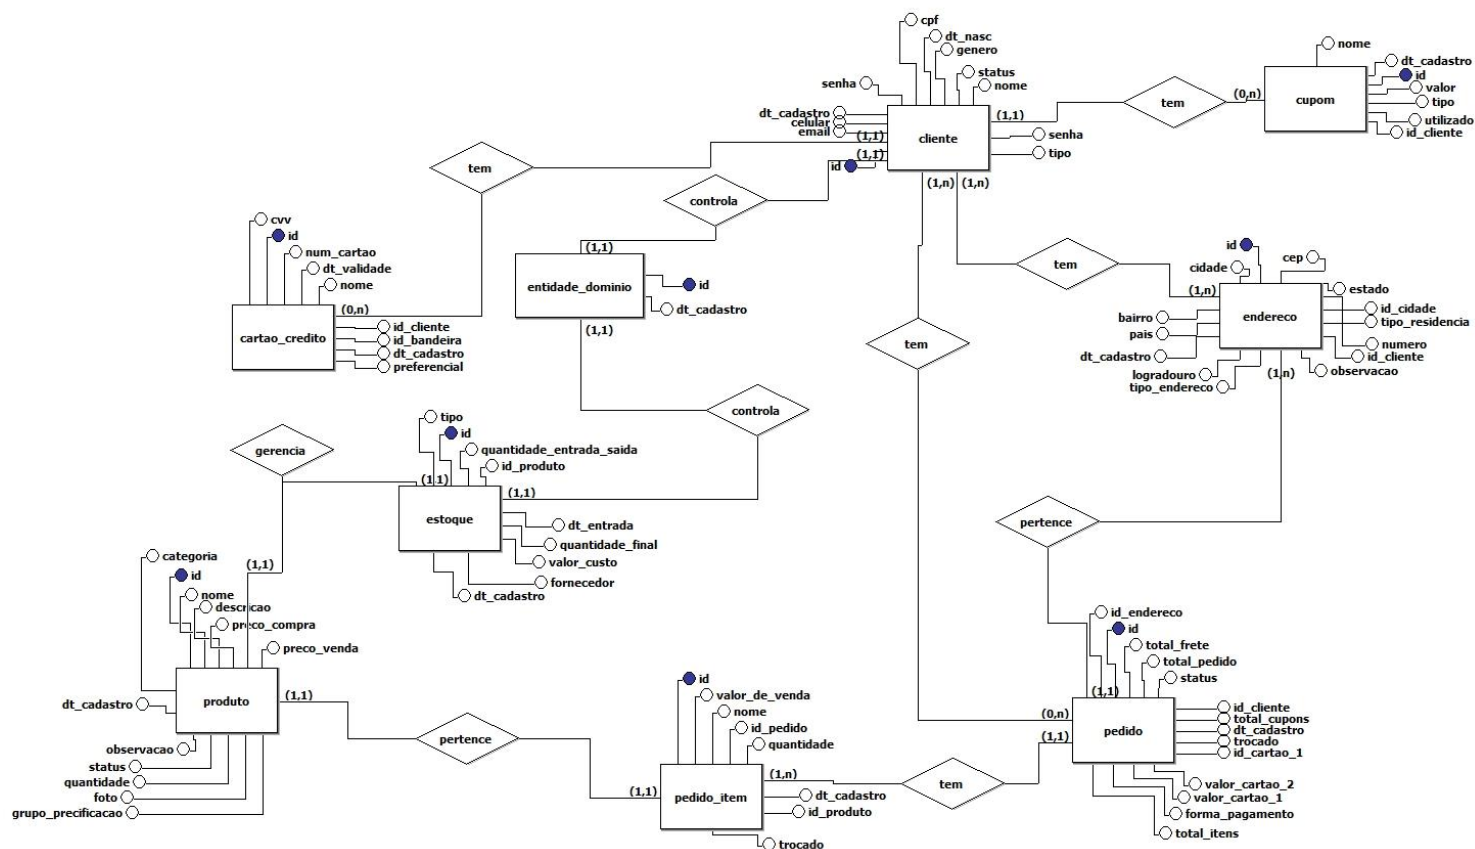 cpf
dt_nasc
genero
status
nome
senha
dt_cadastro
celular
email
(1,1)
(1,1)
id
cliente
(1,1)
senha
tipo
(1,n)
(1,n)
tem
(0,n)
nome
dt_cadastro
id
valor
tipo
utilizado
id_cliente
cupom
tem
controla
cvv
id
num_cartao
dt_validade
nome
(0,n)
cartao_credito
id_cliente
id_bandeira
dt_cadastro
preferencial
(1,1)
entidade_dominio
id
dt_cadastro
(1,1)
tem
id
cep
cidade
estado
(1,n)
id_cidade
tipo_residencia
bairro
endereco
pais
numero
dt_cadastro
id_cliente
logradouro
observacao
tipo_endereco
(1,n)
tem
controla
gerencia
tipo
id
quantidade_entrada_saida
id_produto
(1,1)
(1,1)
estoque
dt_entrada
quantidade_final
valor_custo
fornecedor
dt_cadastro
pertence
categoria
(1,1)
id
nome
descricao
preco_compra
preco_venda
produto
(1,1)
dt_cadastro
observacao
status
quantidade
foto
grupo_precificacao
pertence
id
valor_de_venda
nome
id_pedido
quantidade
(1,1)
pedido_item
(1,n)
dt_cadastro
id_produto
trocado
tem
id_endereco
id
total_frete
total_pedido
status
(1,1)
(0,n)
(1,1)
pedido
id_cliente
total_cupons
dt_cadastro
trocado
id_cartao_1
valor_cartao_2
valor_cartao_1
forma_pagamento
total_itens